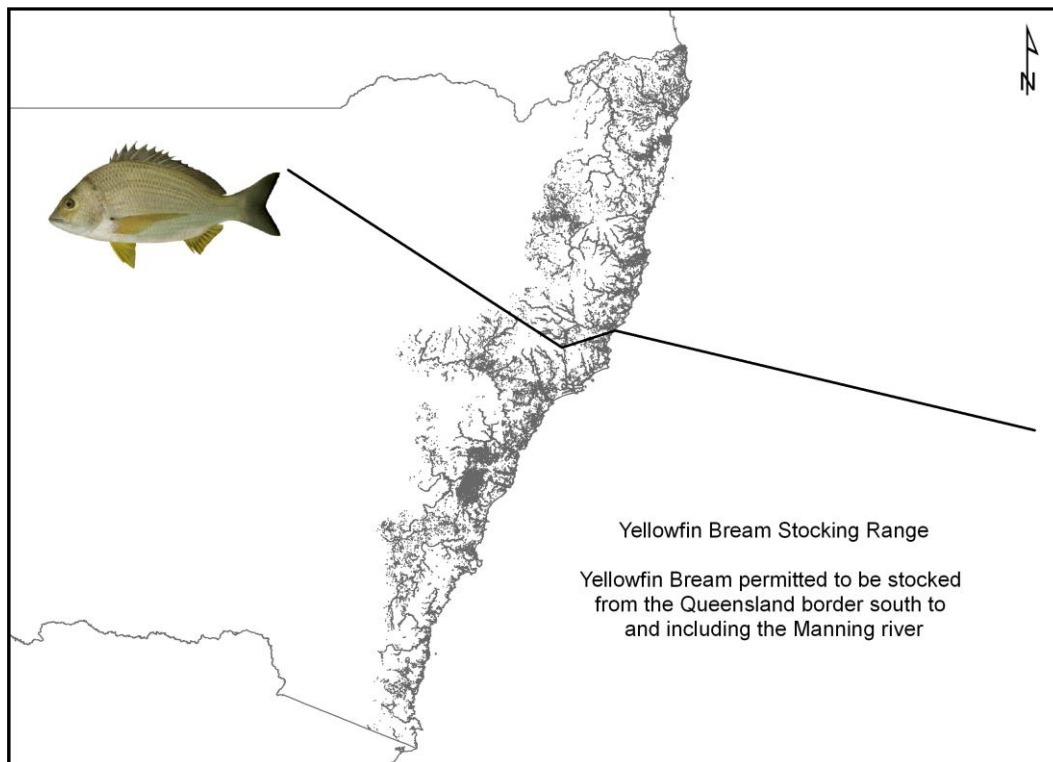 N
Yellowfin Bream Stocking Range
Yellowfin Bream permitted to be stocked
from the Queensland border south to
and including the Manning river